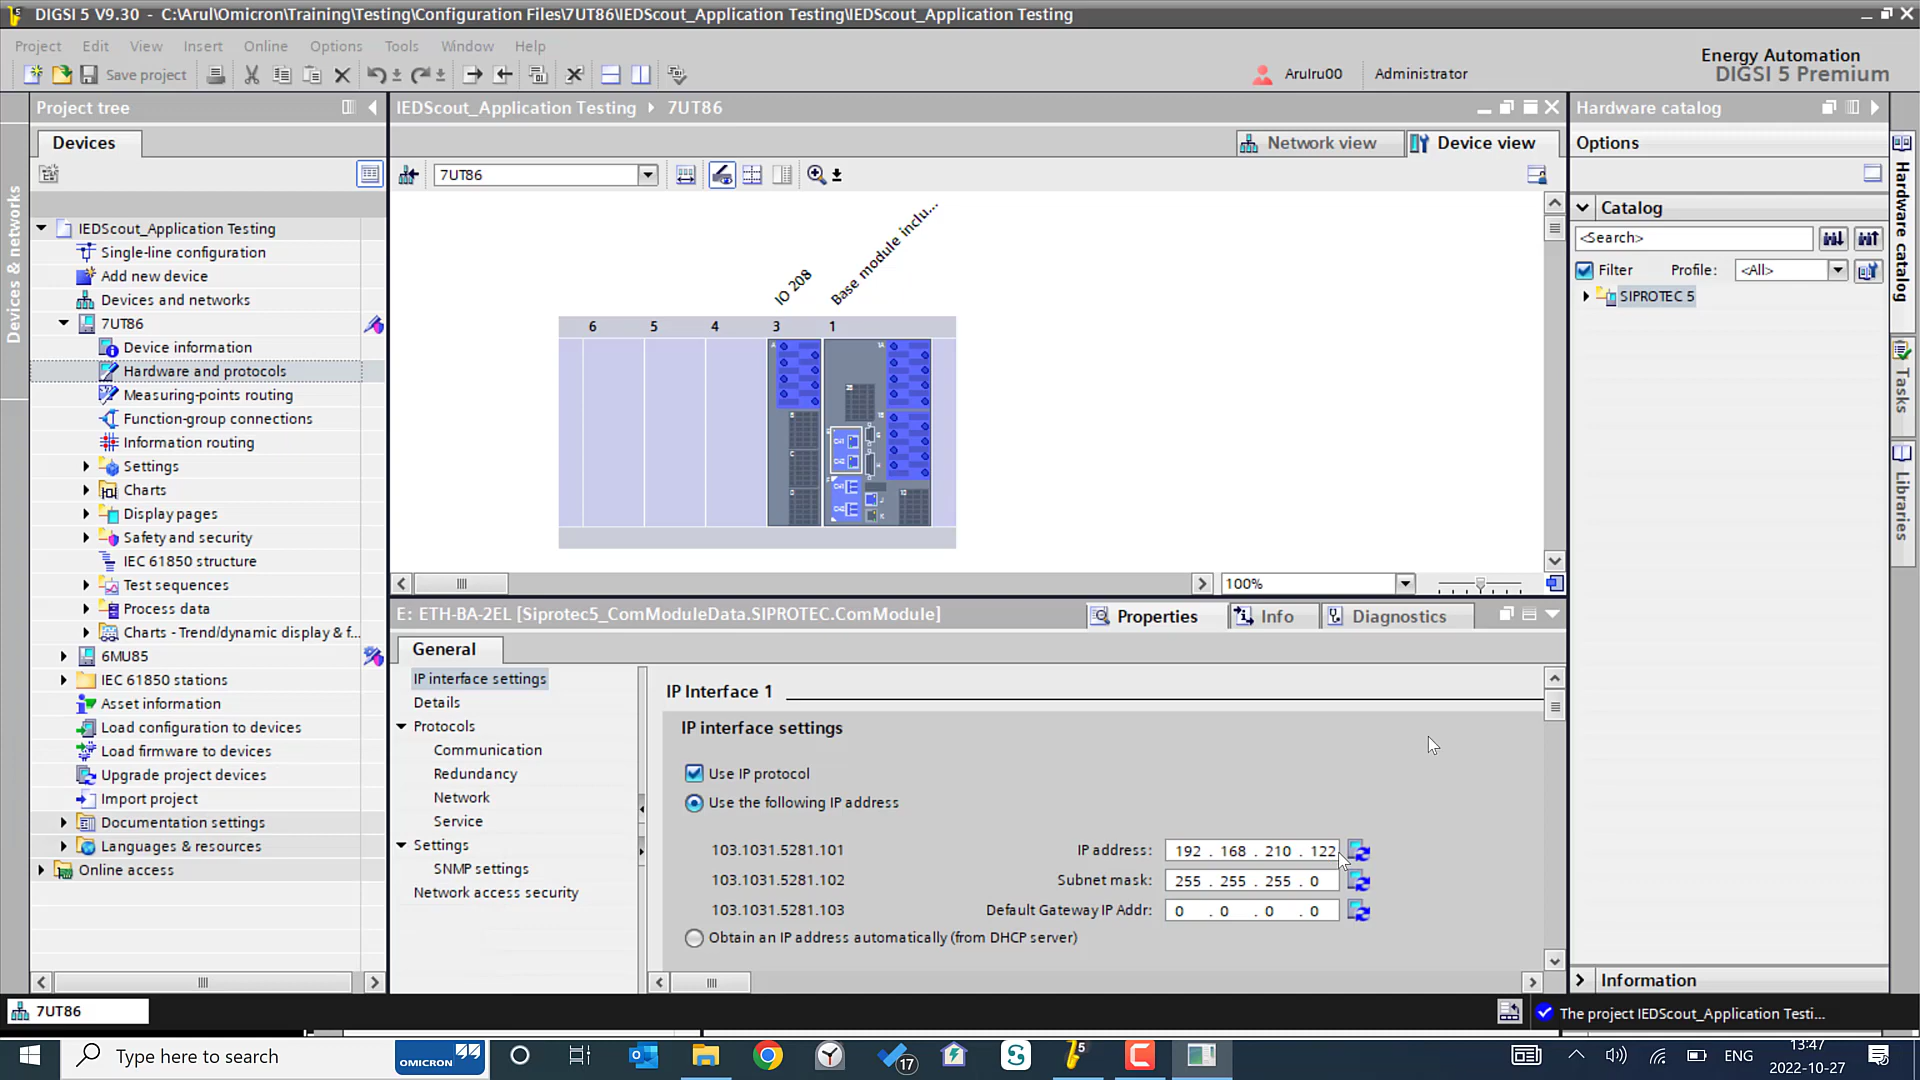 DIGSI 5 V9.30 - C:\Arul\Omicron\Training\Testing\Configuration Files\7UT86\IEDScout_Application Testing\IEDScout_Application Testing
Project Edit View Insert Online Options Tools Window Help
Save project
ArulruO0 Administrator
Energy Automation
DIGSI 5 Premium
Project tree
Devices
Devices & networks
IEDScout_Application Testing
Single-line configuration
Add new device
Devices and networks
7UT86
Device information
Hardware and protocols
Measuring-points routing
Function-group connections
Information routing
Settings
Charts
Display pages
Safety and security
IEC 61850 structure
Test sequences
Process data
Charts - Trend/dynamic display & f...
6MU85
IEC 61850 stations
Asset information
Load configuration to devices
Load firmware to devices
Upgrade project devices
Import project
Documentation settings
Languages & resources
Online access
IEDScout_Application Testing 7UT86
Network view Device view
7UT86
IO 208
Base module inclu...
6 5 4 3 1
100%
E: ETH-BA-2EL [Siprotec5_ComModuleData.SIPROTEC.ComModule]
Properties Info Diagnostics
General
IP interface settings
Details
Protocols
Communication
Redundancy
Network
Service
Settings
SNMP settings
Network access security
IP Interface 1
IP interface settings
Use IP protocol
Use the following IP address
103.1031.5281.101 IP address: 192 . 168 . 210 . 122
103.1031.5281.102 Subnet mask: 255 . 255 . 255 . 0
103.1031.5281.103 Default Gateway IP Addr: 0 . 0 . 0 . 0
Obtain an IP address automatically (from DHCP server)
Hardware catalog
Options
Catalog
<Search>
Filter Profile: <All>
SIPROTEC 5
Information
Hardware catalog
Tasks
Libraries
7UT86
The project IEDScout_Application Testi...
Type here to search
OMICRON
17
ENG
13:47
2022-10-27